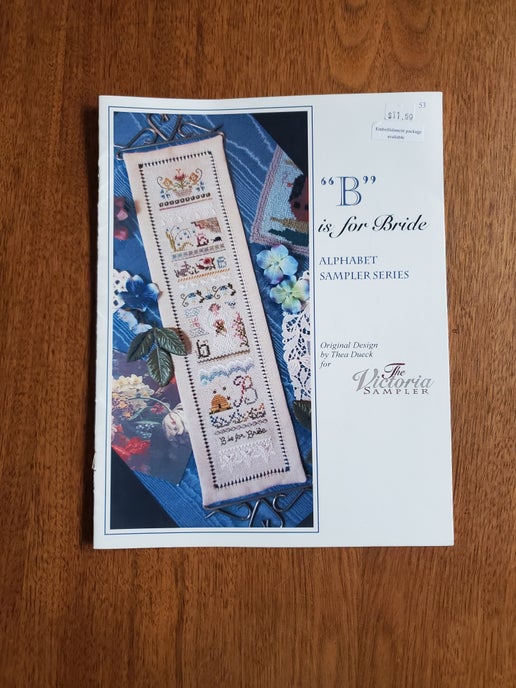 53
$17.50
Embellishment package
available
"B"
is for Bride
ALPHABET
SAMPLER SERIES
Original Design
by Thea Dueck
for
The
Victoria
SAMPLER
b
B
B is for Bride